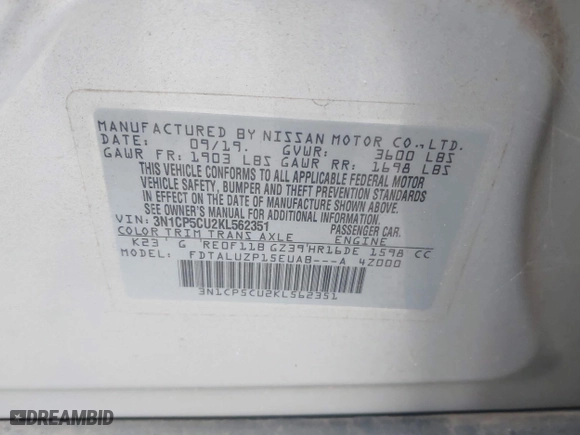 MANUFACTURED BY NISSAN MOTOR CO., LTD.
DATE: 09/19. GVWR: 3600 LBS
GAWR FR: 1903 LBS GAWR RR: 1698 LBS
THIS VEHICLE CONFORMS TO ALL APPLICABLE FEDERAL MOTOR
VEHICLE SAFETY, BUMPER AND THEFT PREVENTION STANDARDS
IN EFFECT ON THE DATE OF MANUFACTURE SHOWN ABOVE.
SEE OWNER'S MANUAL FOR ADDITIONAL INFORMATION.
VIN: 3N1CP5CU2KL562351 PASSENGER CAR
COLOR TRIM TRANS AXLE ENGINE
K23 G RE0F11B GZ39 HR16DE 1598 CC
MODEL: FDTALUZP15EUAB---A 4Z000
3N1CP5CU2KL562351
DREAMBID